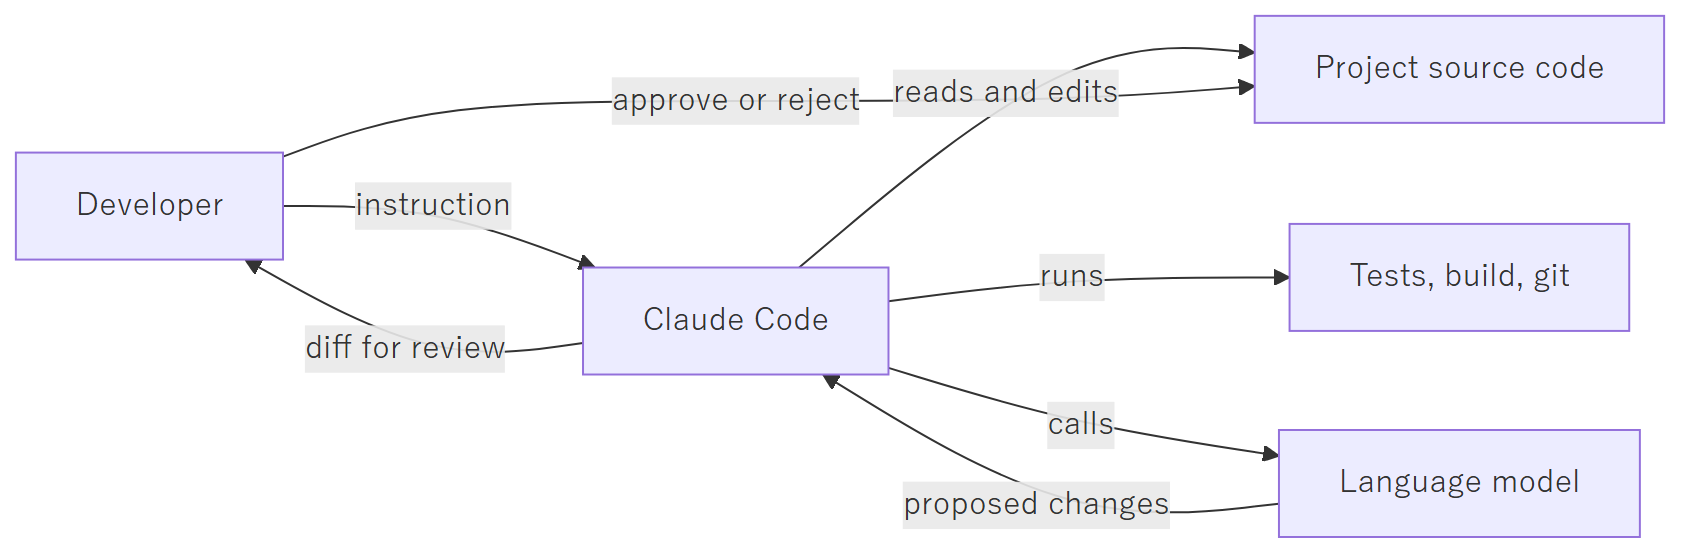 Project source code
approve or reject
reads and edits
Developer
instruction
Claude Code
runs
Tests, build, git
diff for review
calls
Language model
proposed changes